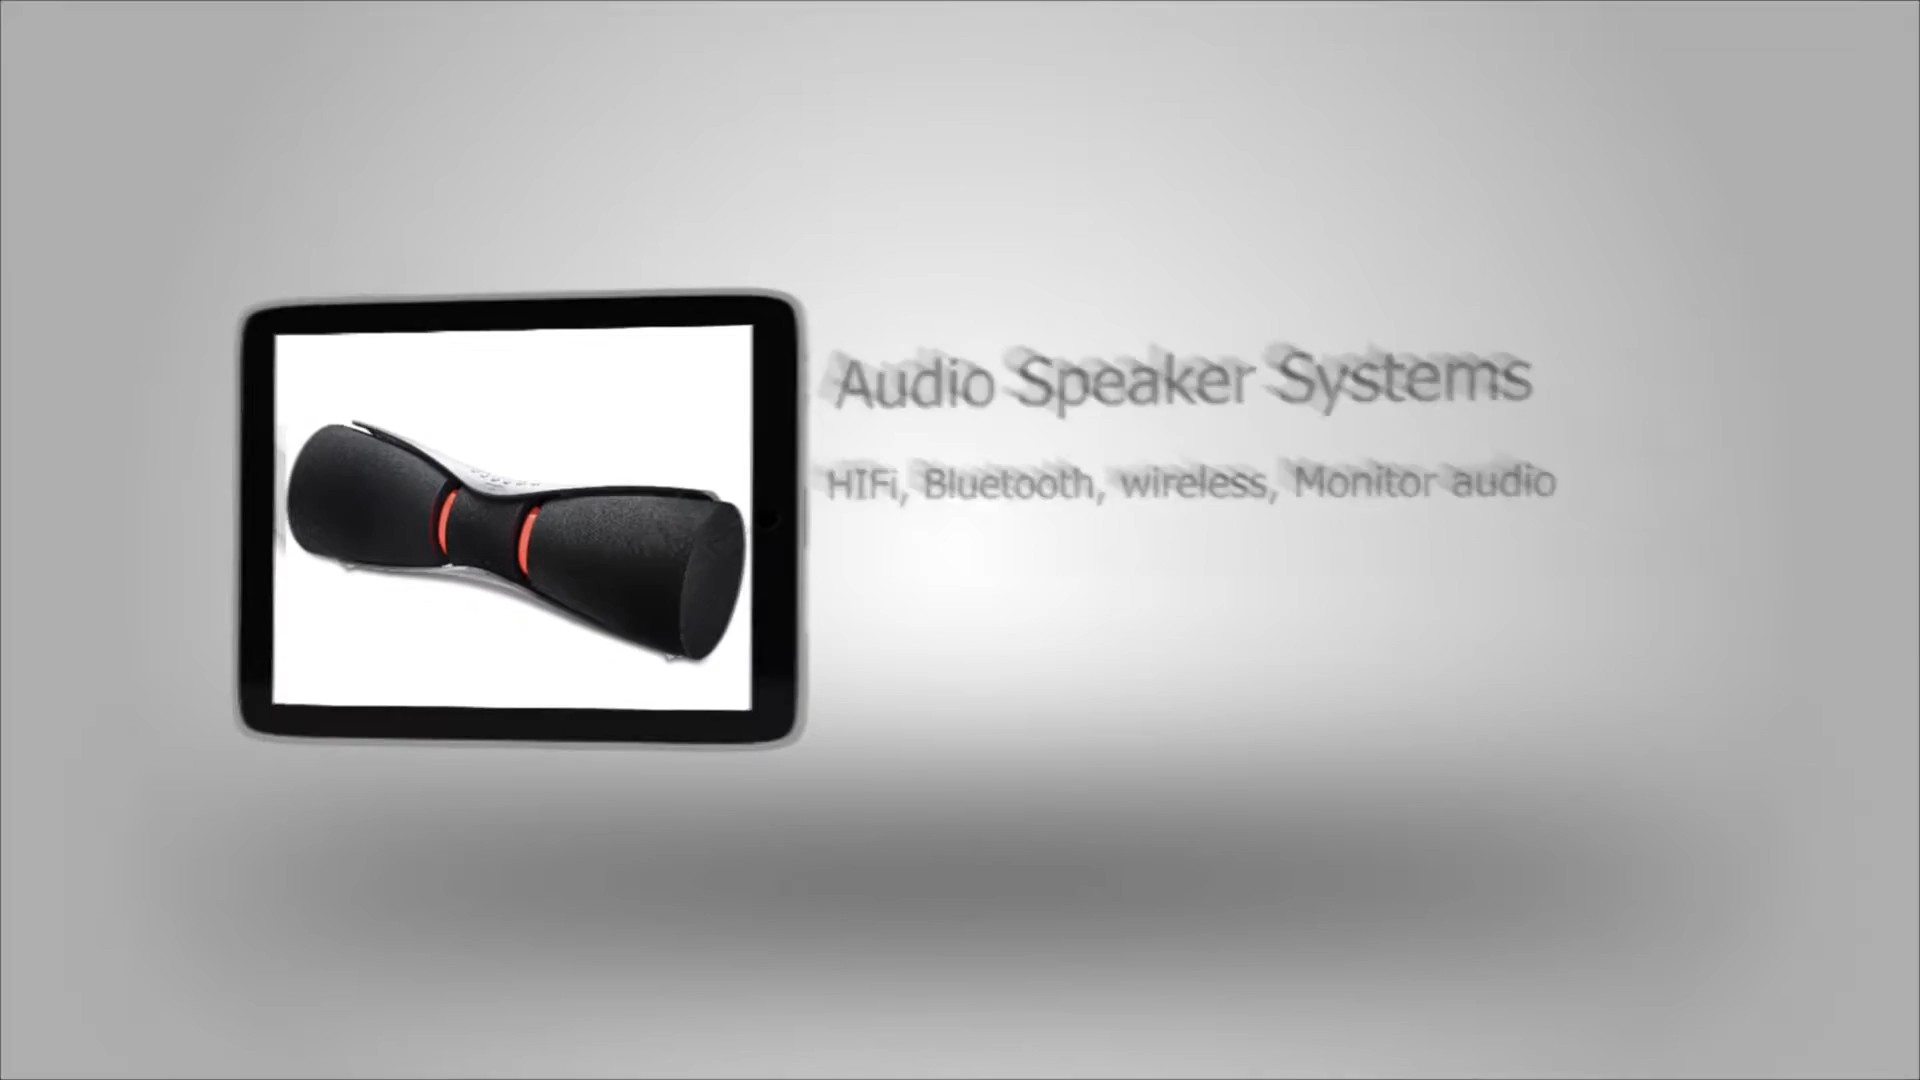 Audio Speaker Systems
HIFi, Bluetooth, wireless, Monitor audio